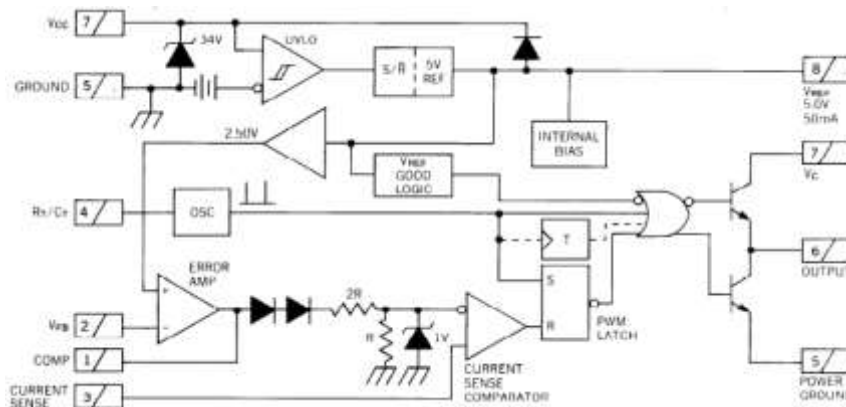 Vcc 7
34V
UVLO
S/R 5V REF
GROUND 5
8
VREF
5.0V
50mA
2.50V
INTERNAL
BIAS
VREF
GOOD
LOGIC
7
Vc
4
OSC
T
6
OUTPUT
ERROR
AMP
S
2R
VFB 2
R
1V
R
PWM
LATCH
COMP 1
CURRENT
SENSE
COMPARATOR
5
POWER
GROUND
CURRENT
SENSE 3